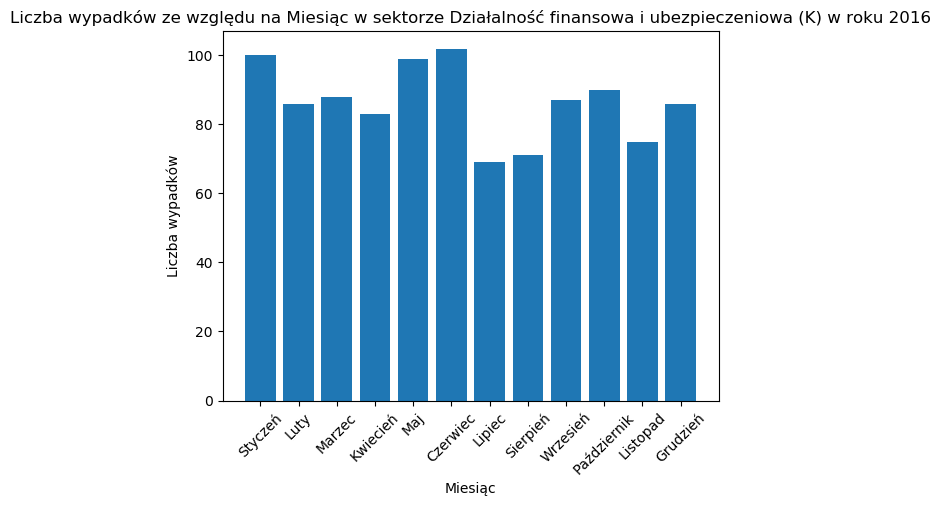 Liczba wypadków ze względu na Miesiąc w sektorze Działalność finansowa i ubezpieczeniowa (K) w roku 2016
100
80
60
40
20
0
Liczba wypadków
Styczeń
Luty
Marzec
Kwiecień
Maj
Czerwiec
Lipiec
Sierpień
Wrzesień
Październik
Listopad
Grudzień
Miesiąc